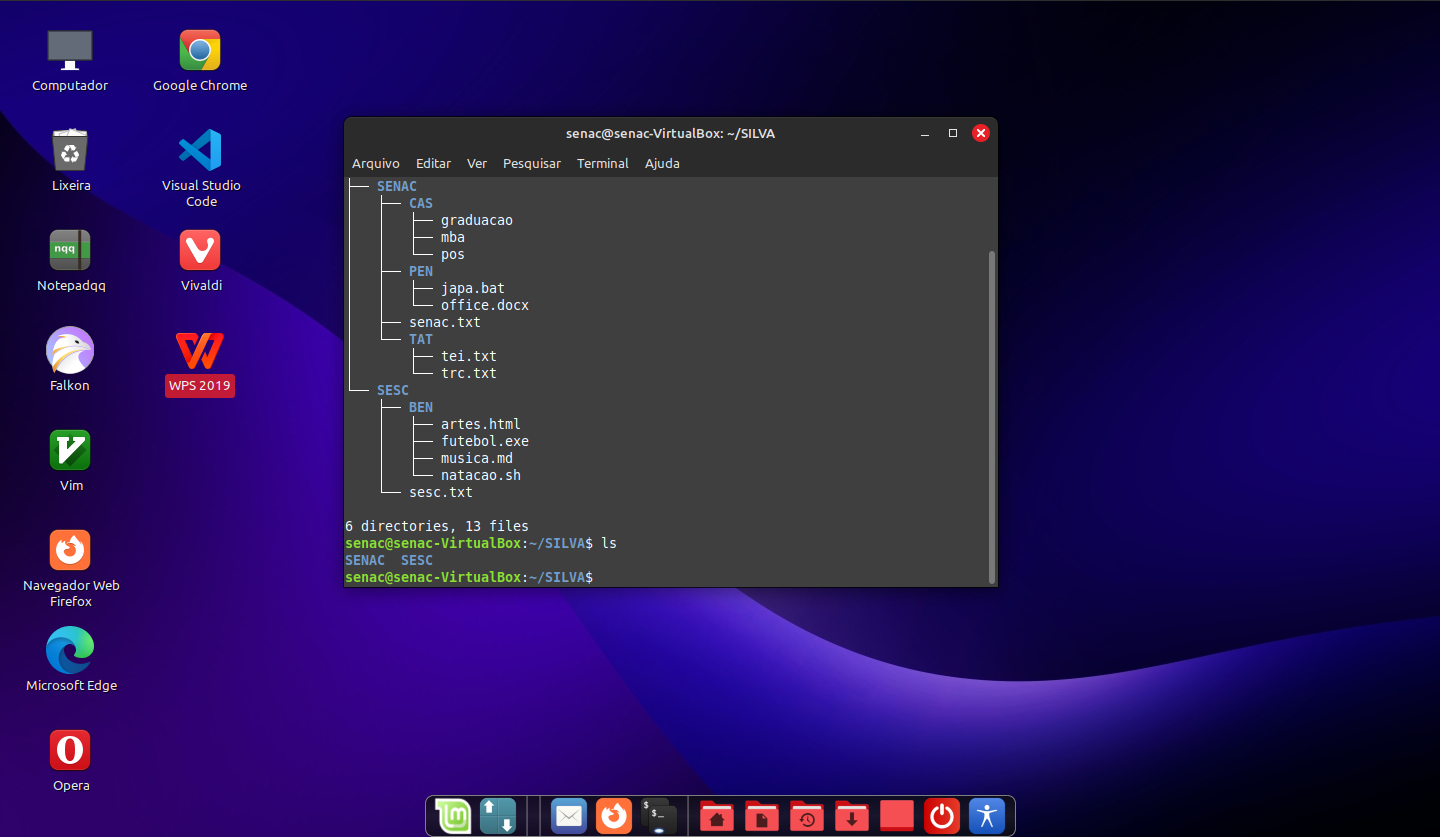 Computador
Google Chrome
Lixeira
Visual Studio
Code
nqq
Notepadqq
Vivaldi
Falkon
WPS 2019
Vim
Navegador Web
Firefox
Microsoft Edge
Opera
senac@senac-VirtualBox: ~/SILVA
Arquivo Editar Ver Pesquisar Terminal Ajuda
├── SENAC
│   ├── CAS
│   │   ├── graduacao
│   │   ├── mba
│   │   └── pos
│   ├── PEN
│   │   ├── japa.bat
│   │   └── office.docx
│   ├── senac.txt
│   └── TAT
│       ├── tei.txt
│       └── trc.txt
└── SESC
    ├── BEN
    │   ├── artes.html
    │   ├── futebol.exe
    │   ├── musica.md
    │   └── natacao.sh
    └── sesc.txt
6 directories, 13 files
senac@senac-VirtualBox:~/SILVA$ ls
SENAC  SESC
senac@senac-VirtualBox:~/SILVA$
$
$_